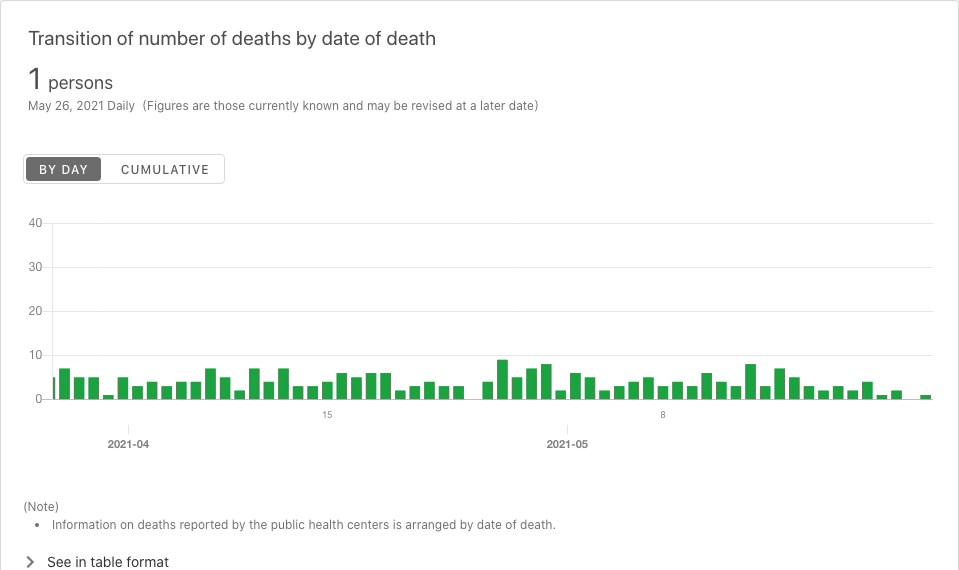 Transition of number of deaths by date of death
1 persons
May 26, 2021 Daily (Figures are those currently known and may be revised at a later date)
BY DAY CUMULATIVE
40
30
20
10
0
15 8
2021-04 2021-05
(Note)
• Information on deaths reported by the public health centers is arranged by date of death.
See in table format